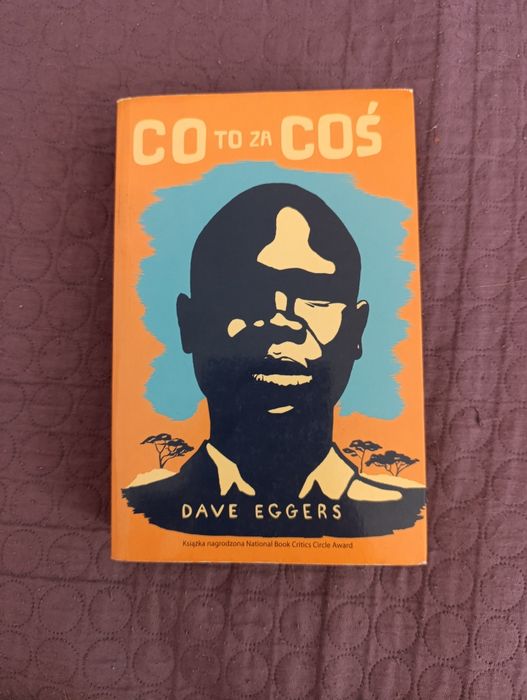 CO TO ZA COŚ
DAVE EGGERS
Książka nagrodzona National Book Critics Circle Award